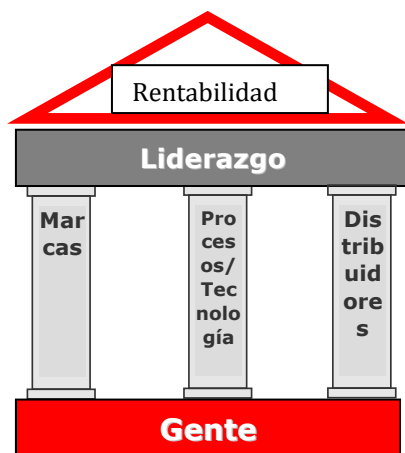 Rentabilidad
Liderazgo
Mar
cas
Pro
ces
os/
Tec
nolo
gía
Dis
trib
uid
ore
s
Gente